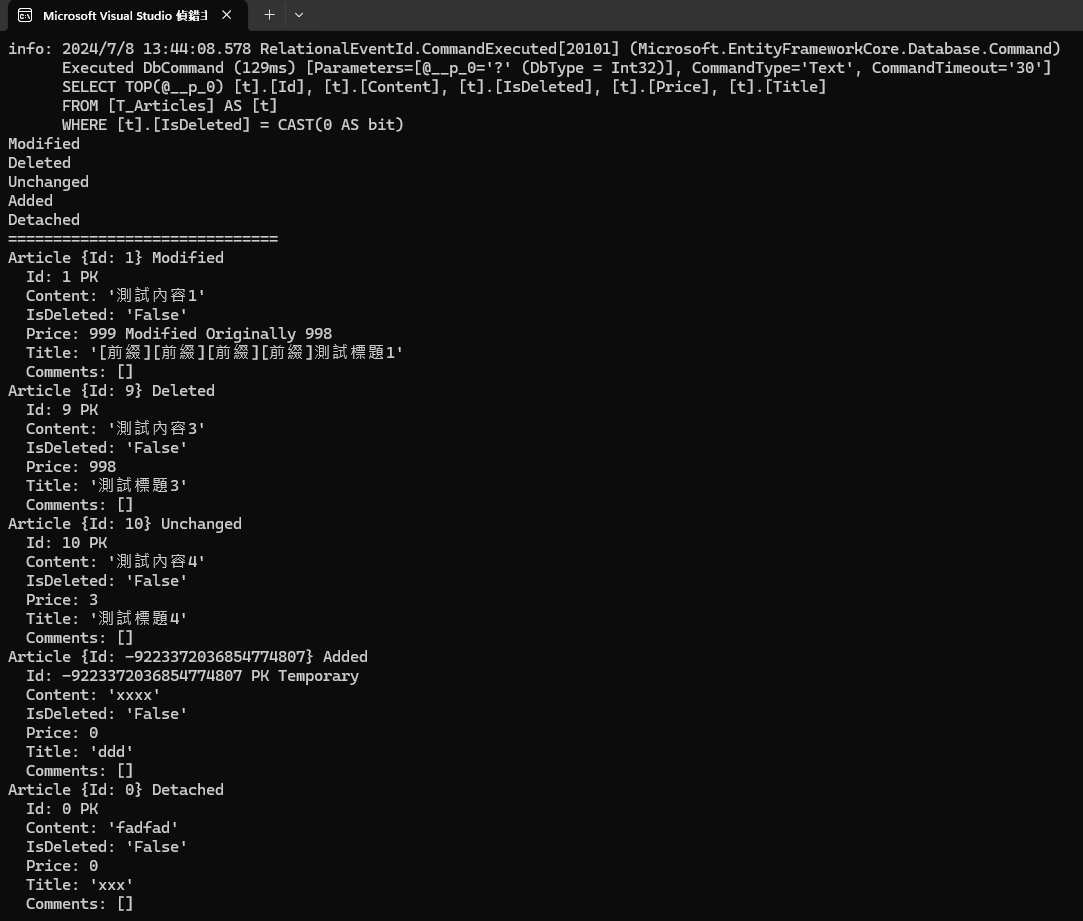 Microsoft Visual Studio 偵錯主
info: 2024/7/8 13:44:08.578 RelationalEventId.CommandExecuted[20101] (Microsoft.EntityFrameworkCore.Database.Command)
Executed DbCommand (129ms) [Parameters=[@__p_0='?' (DbType = Int32)], CommandType='Text', CommandTimeout='30']
SELECT TOP(@__p_0) [t].[Id], [t].[Content], [t].[IsDeleted], [t].[Price], [t].[Title]
FROM [T_Articles] AS [t]
WHERE [t].[IsDeleted] = CAST(0 AS bit)
Modified
Deleted
Unchanged
Added
Detached
==============================
Article {Id: 1} Modified
Id: 1 PK
Content: '測試內容1'
IsDeleted: 'False'
Price: 999 Modified Originally 998
Title: '[前綴][前綴][前綴][前綴]測試標題1'
Comments: []
Article {Id: 9} Deleted
Id: 9 PK
Content: '測試內容3'
IsDeleted: 'False'
Price: 998
Title: '測試標題3'
Comments: []
Article {Id: 10} Unchanged
Id: 10 PK
Content: '測試內容4'
IsDeleted: 'False'
Price: 3
Title: '測試標題4'
Comments: []
Article {Id: -9223372036854774807} Added
Id: -9223372036854774807 PK Temporary
Content: 'xxxx'
IsDeleted: 'False'
Price: 0
Title: 'ddd'
Comments: []
Article {Id: 0} Detached
Id: 0 PK
Content: 'fadfad'
IsDeleted: 'False'
Price: 0
Title: 'xxx'
Comments: []